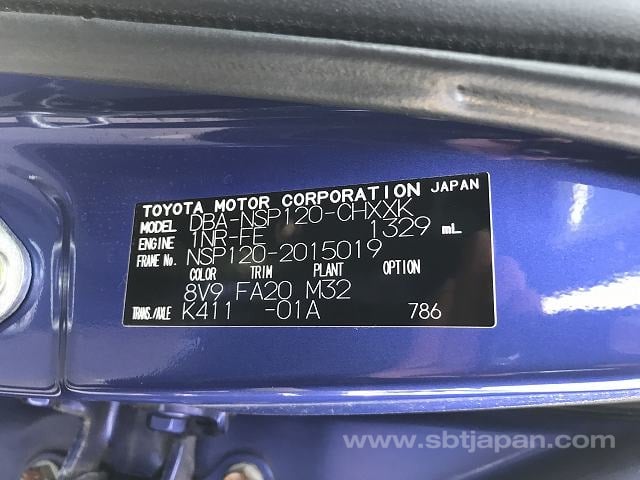 TOYOTA MOTOR CORPORATION JAPAN
MODEL DBA-NSP120-CHXXK
ENGINE 1NR-FE 1329 mL
FRAME No. NSP120-2015019
COLOR TRIM PLANT OPTION
8V9 FA20 M32
TRANS./AXLE K411 -01A 786
www.sbtjapan.com